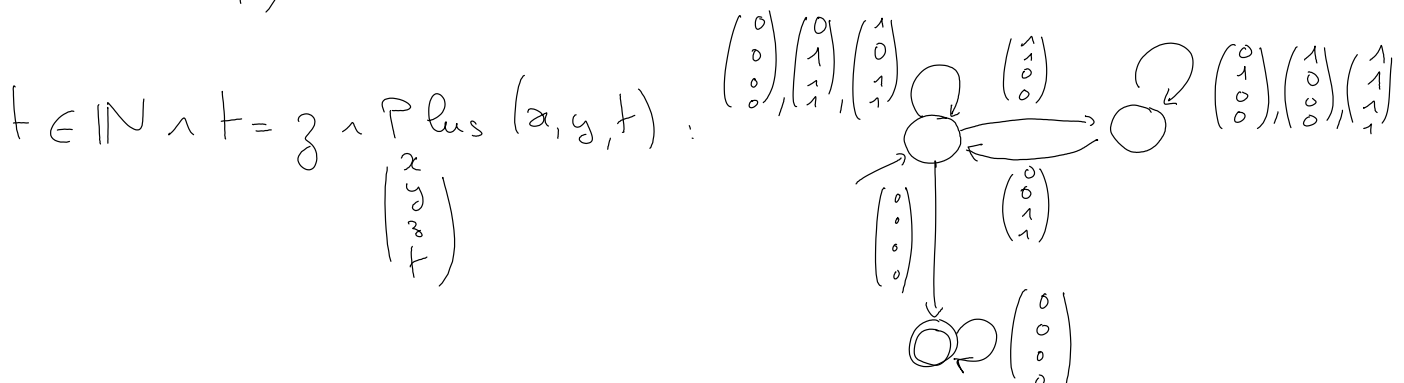 t ∈ ℕ ∧ t = z ∧ Plus (x, y, t) :
(x y z t)
(0 0 0 0), (0 1 1 1), (1 0 1 1)
(1 1 0 0)
(0 1 0 0), (1 0 0 0), (1 1 1 1)
(0 0 1 1)
(0 0 0 0)
(0 0 0 0)